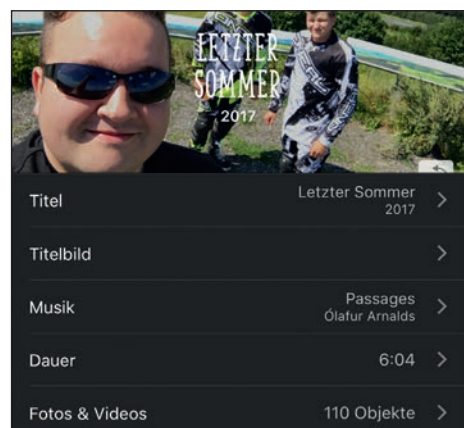 LETZTER
SOMMER
2017
Titel
Letzter Sommer
2017
Titelbild
Musik
Passages
Ólafur Arnalds
Dauer
6:04
Fotos & Videos
110 Objekte